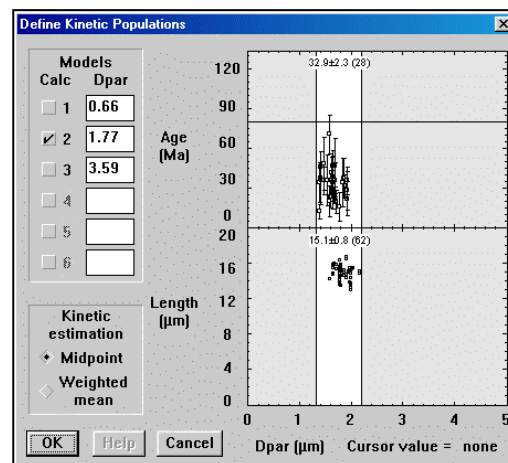 Define Kinetic Populations
Models
Calc Dpar
1 0.66
2 1.77
3 3.59
4
5
6
Kinetic
estimation
Midpoint
Weighted
mean
OK Help Cancel
120
90
Age
(Ma)
60
30
0
32.9±2.3 (28)
20
16
Length
(µm)
12
8
4
0
15.1±0.8 (62)
0 1 2 3 4 5
Dpar (µm) Cursor value = none